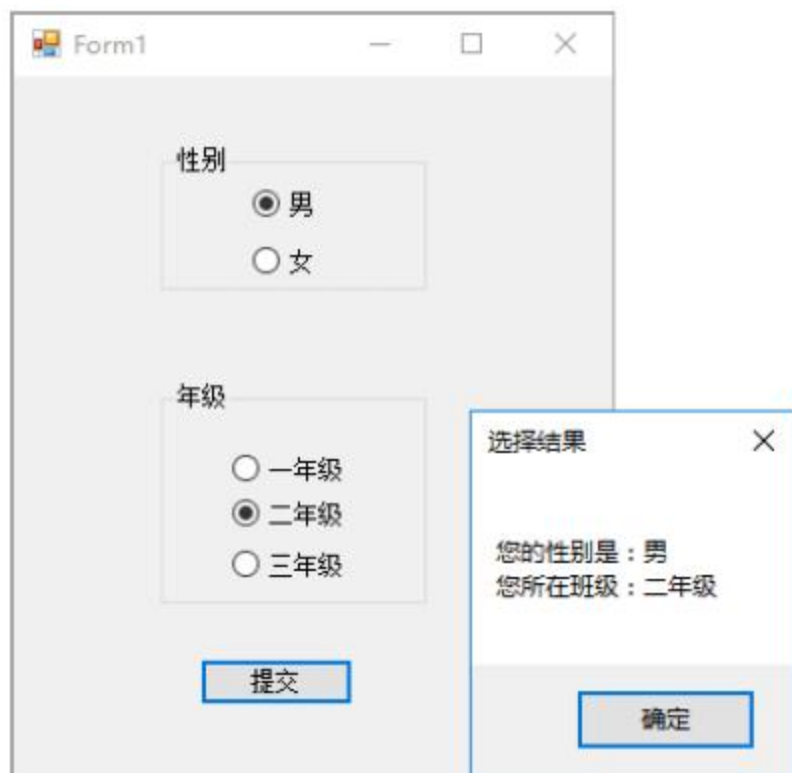 Form1
性别
男
女
年级
一年级
二年级
三年级
提交
选择结果
您的性别是：男
您所在班级：二年级
确定